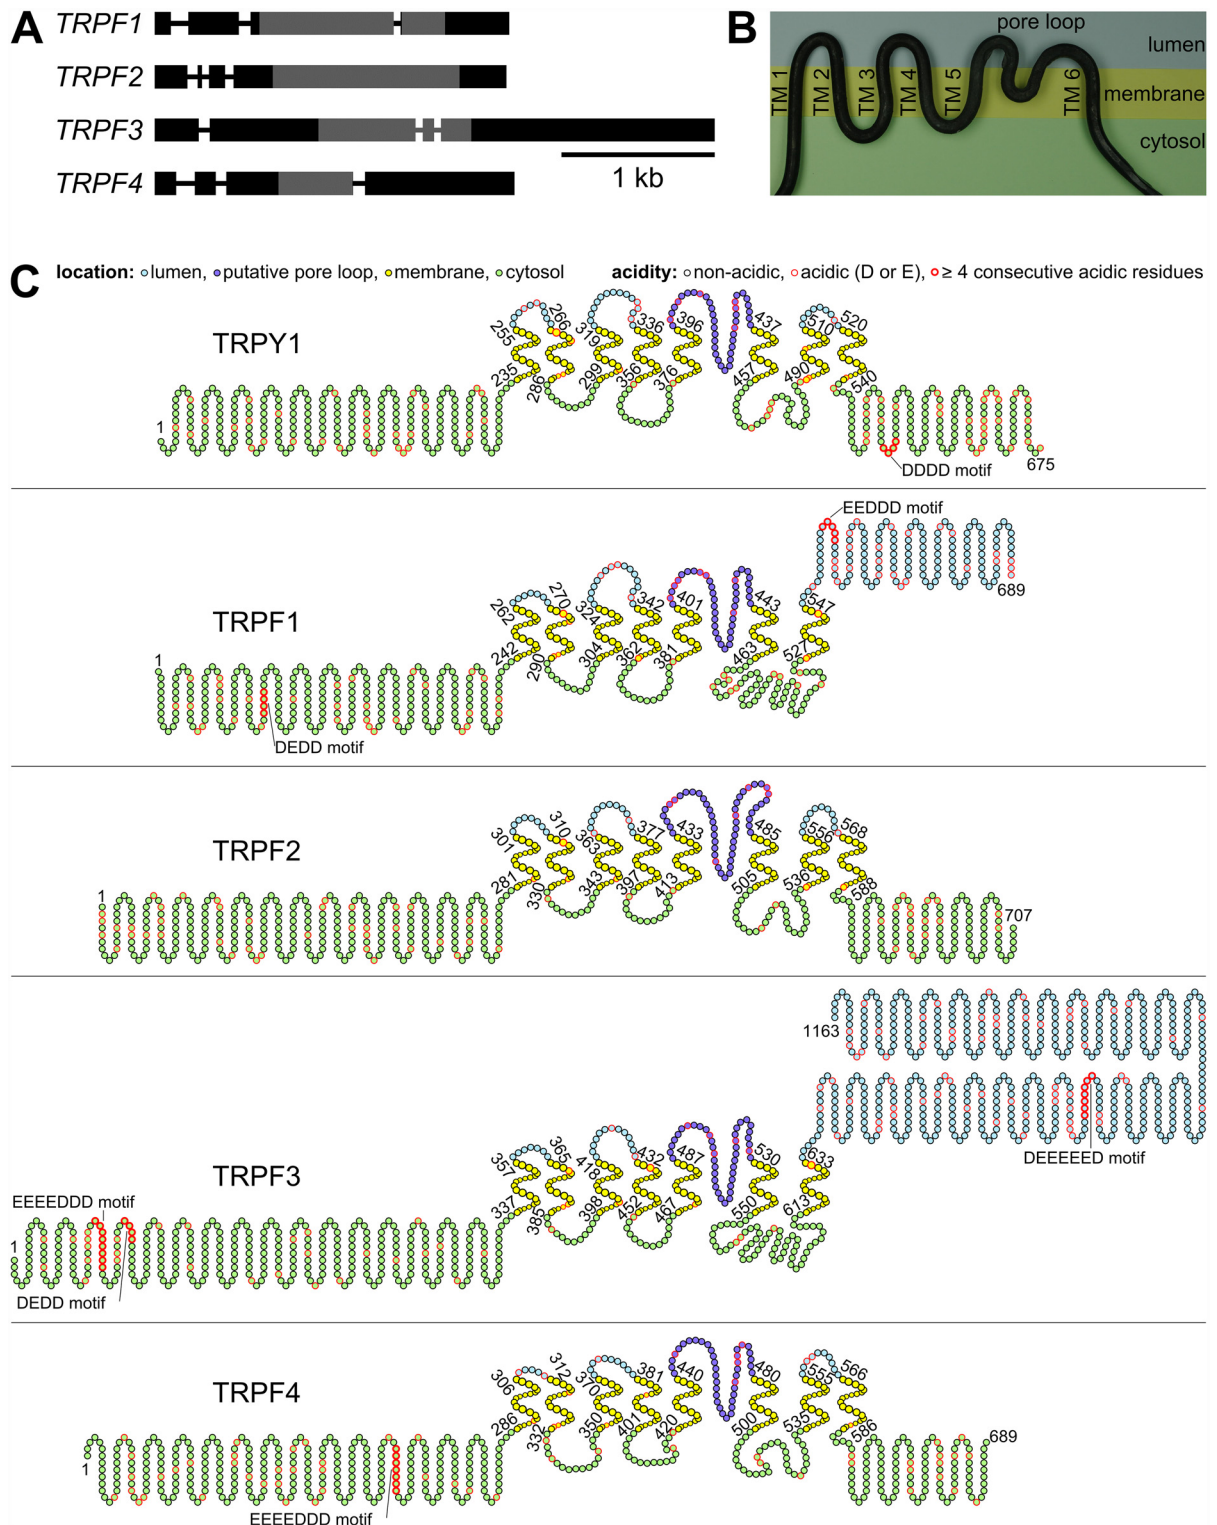 A
TRPF1
TRPF2
TRPF3
TRPF4
1 kb
B
pore loop
lumen
TM 1
TM 2
TM 3
TM 4
TM 5
TM 6
membrane
cytosol
C
location: lumen, putative pore loop, membrane, cytosol
acidity: non-acidic, acidic (D or E), ≥ 4 consecutive acidic residues
TRPY1
1
235
255
266
286
299
319
336
356
376
396
437
457
490
510
520
540
DDDD motif
675
TRPF1
1
DEDD motif
242
262
270
290
304
324
342
362
381
401
443
463
527
547
EEDDD motif
689
TRPF2
1
281
301
310
330
343
363
377
397
413
433
485
505
536
556
568
588
707
TRPF3
EEEEDDD motif
1
DEDD motif
337
357
365
385
398
418
432
452
467
487
530
550
613
633
DEEEEED motif
1163
TRPF4
1
EEEEDDD motif
286
306
312
332
350
370
381
401
420
440
480
500
535
555
566
586
689